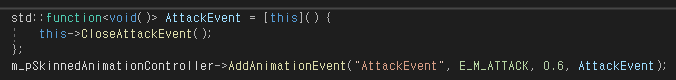 std::function<void()> AttackEvent = [this]() {
this->CloseAttackEvent();
};
m_pSkinnedAnimationController->AddAnimationEvent("AttackEvent", E_M_ATTACK, 0.6, AttackEvent);